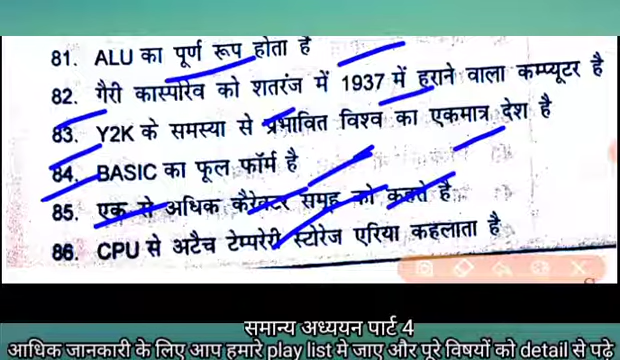 81. ALU का पूर्ण रूप होता है
82. गैरी कास्पोरेव को शतरंज में 1937 में हराने वाला कम्प्यूटर है
83. Y2K के समस्या से प्रभावित विश्व का एकमात्र देश है
84. BASIC का फूल फॉर्म है
85. एक से अधिक कैरेक्टर समूह को कहते हैं
86. CPU से अटैच टेम्परेरी स्टोरेज एरिया कहलाता है
समान्य अध्ययन पार्ट 4
आधिक जानकारी के लिए आप हमारे play list मे जाए और पूरे विषयों को detail से पढ़े